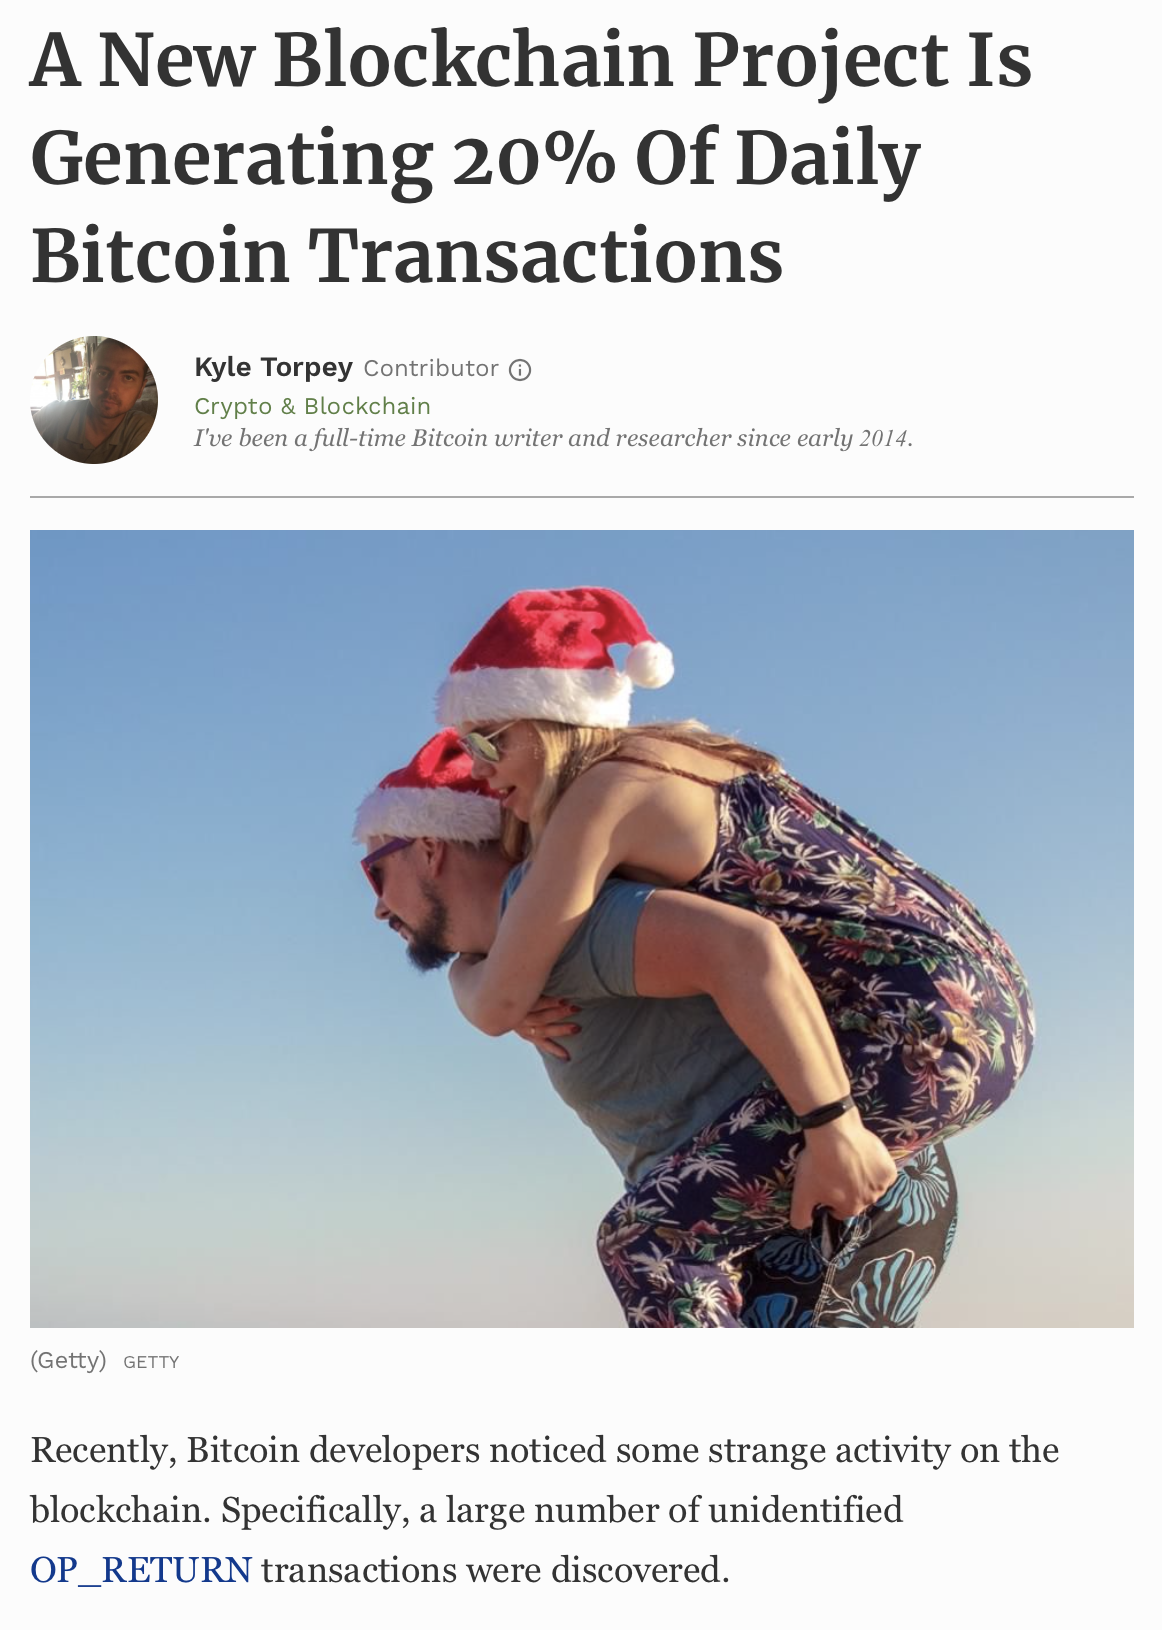 A New Blockchain Project Is
Generating 20% Of Daily
Bitcoin Transactions
Kyle Torpey Contributor
Crypto & Blockchain
I've been a full-time Bitcoin writer and researcher since early 2014.
(Getty) GETTY
Recently, Bitcoin developers noticed some strange activity on the
blockchain. Specifically, a large number of unidentified
OP_RETURN transactions were discovered.